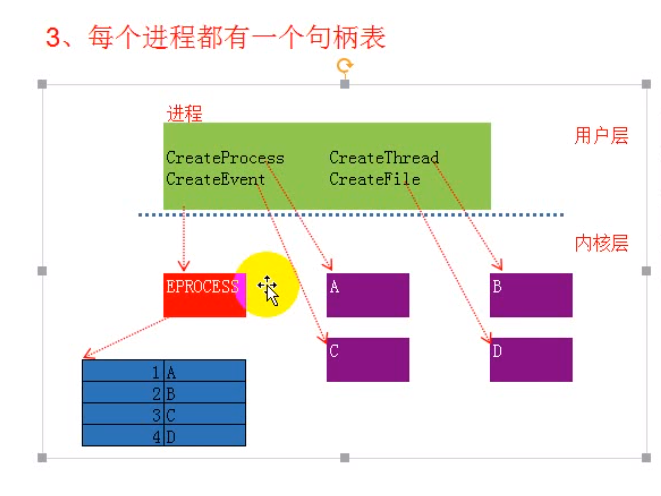 3、每个进程都有一个句柄表
进程
用户层
CreateProcess CreateThread
CreateEvent CreateFile
内核层
EPROCESS A B
C D
1 A
2 B
3 C
4 D